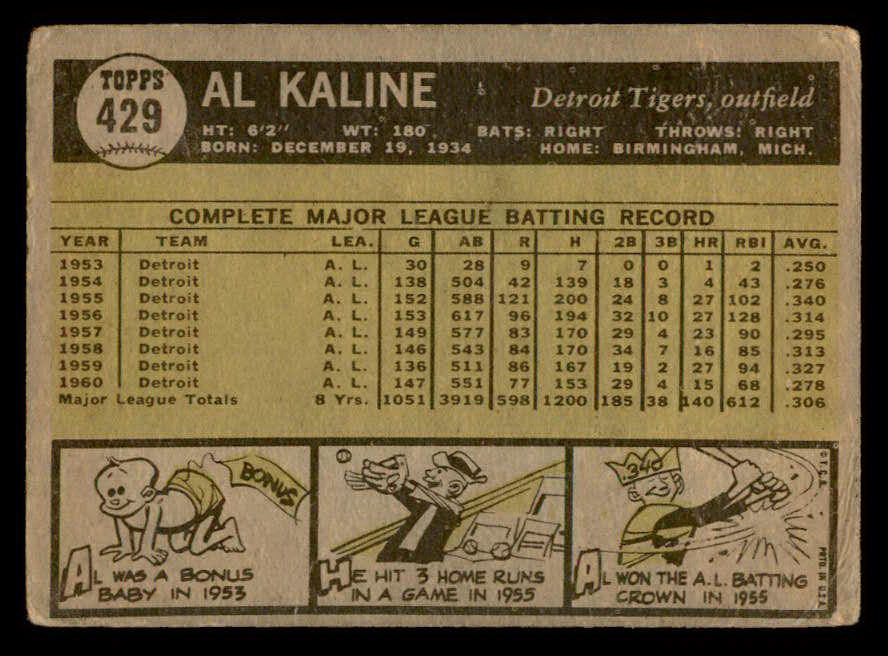 TOPPS
429
AL KALINE
Detroit Tigers, outfield
HT: 6'2" WT: 180 BATS: RIGHT THROWS: RIGHT
BORN: DECEMBER 19, 1934 HOME: BIRMINGHAM, MICH.
COMPLETE MAJOR LEAGUE BATTING RECORD
YEAR TEAM LEA. G AB R H 2B 3B HR RBI AVG.
1953 Detroit A. L. 30 28 9 7 0 0 1 2 .250
1954 Detroit A. L. 138 504 42 139 18 3 4 43 .276
1955 Detroit A. L. 152 588 121 200 24 8 27 102 .340
1956 Detroit A. L. 153 617 96 194 32 10 27 128 .314
1957 Detroit A. L. 149 577 83 170 29 4 23 90 .295
1958 Detroit A. L. 146 543 84 170 34 7 16 85 .313
1959 Detroit A. L. 136 511 86 167 19 2 27 94 .327
1960 Detroit A. L. 147 551 77 153 29 4 15 68 .278
Major League Totals 8 Yrs. 1051 3919 598 1200 185 38 140 612 .306
BONUS
AL WAS A BONUS
BABY IN 1953
HE HIT 3 HOME RUNS
IN A GAME IN 1955
.340
AL WON THE A.L. BATTING
CROWN IN 1955
© T.C.G.
PRTD. IN U.S.A.